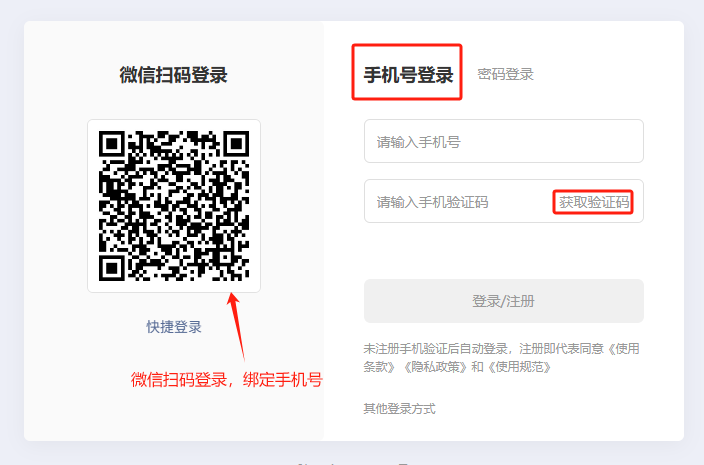 微信扫码登录
快捷登录
微信扫码登录，绑定手机号
手机号登录 密码登录
请输入手机号
请输入手机验证码 获取验证码
登录/注册
未注册手机验证后自动登录，注册即代表同意《使用
条款》《隐私政策》和《使用规范》
其他登录方式